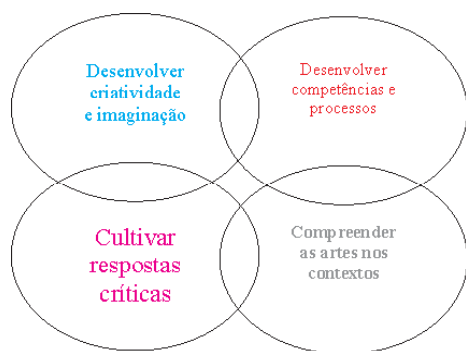 Desenvolver
criatividade
e imaginação
Desenvolver
competências e
processos
Cultivar
respostas
críticas
Compreender
as artes nos
contextos